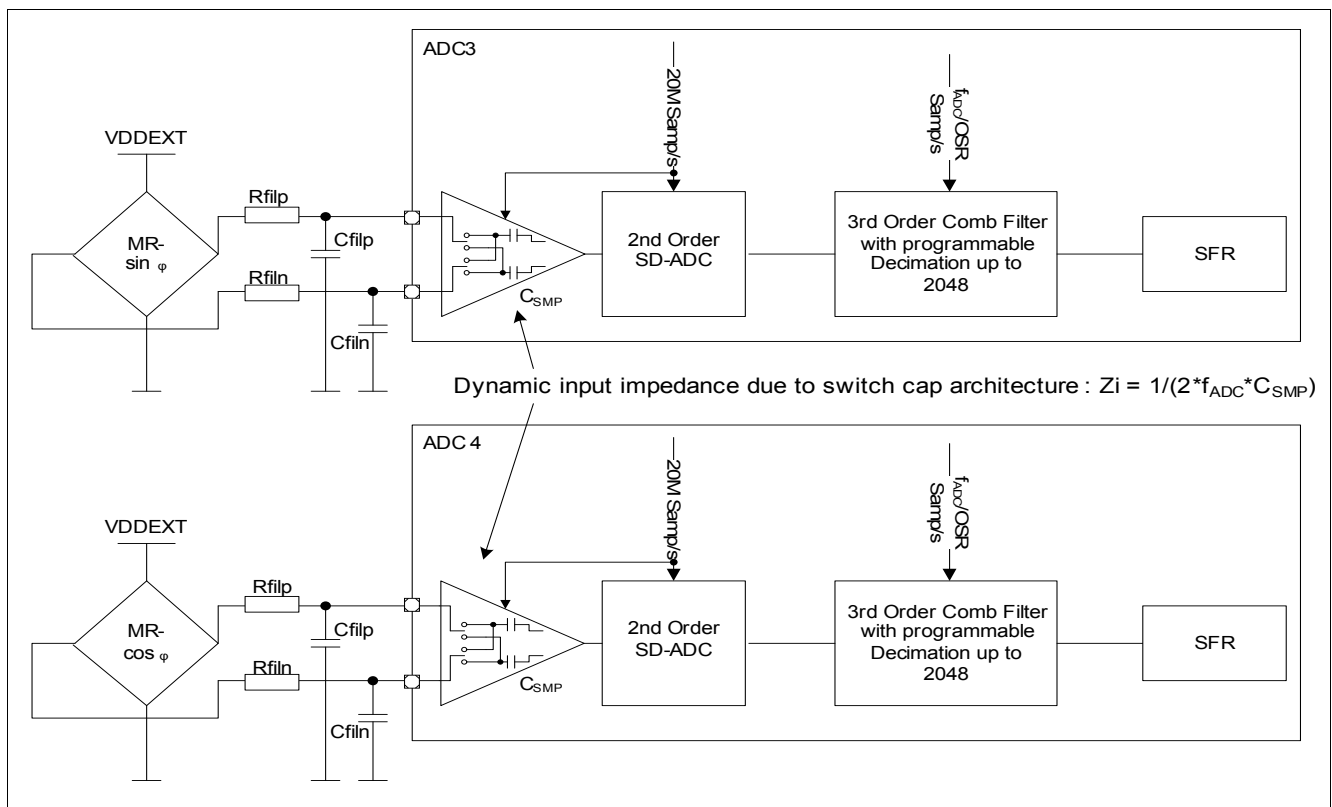 ADC3
20M Samp/s
fADC/OSR
Samp/s
VDDEXT
MR-
sin φ
Rfilp
Cfilp
Rfiln
Cfiln
CSMP
2nd Order
SD-ADC
3rd Order Comb Filter
with programmable
Decimation up to
2048
SFR
Dynamic input impedance due to switch cap architecture : Zi = 1/(2*fADC*CSMP)
ADC 4
20M Samp/s
fADC/OSR
Samp/s
VDDEXT
MR-
cos φ
Rfilp
Cfilp
Rfiln
Cfiln
CSMP
2nd Order
SD-ADC
3rd Order Comb Filter
with programmable
Decimation up to
2048
SFR